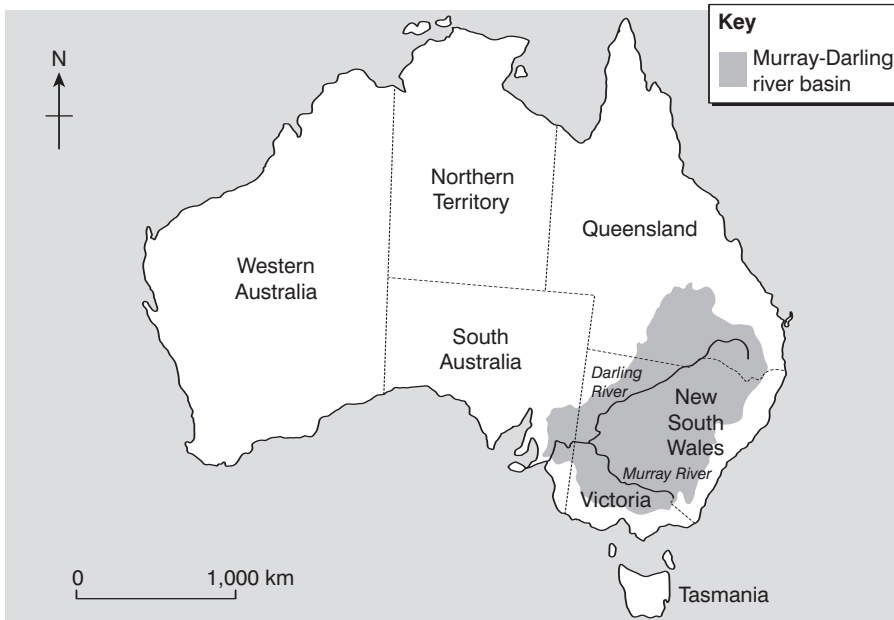 Key
Murray-Darling
river basin
N
Northern
Territory
Queensland
Western
Australia
South
Australia
Darling
River
New
South
Wales
Murray River
Victoria
0
1,000 km
Tasmania